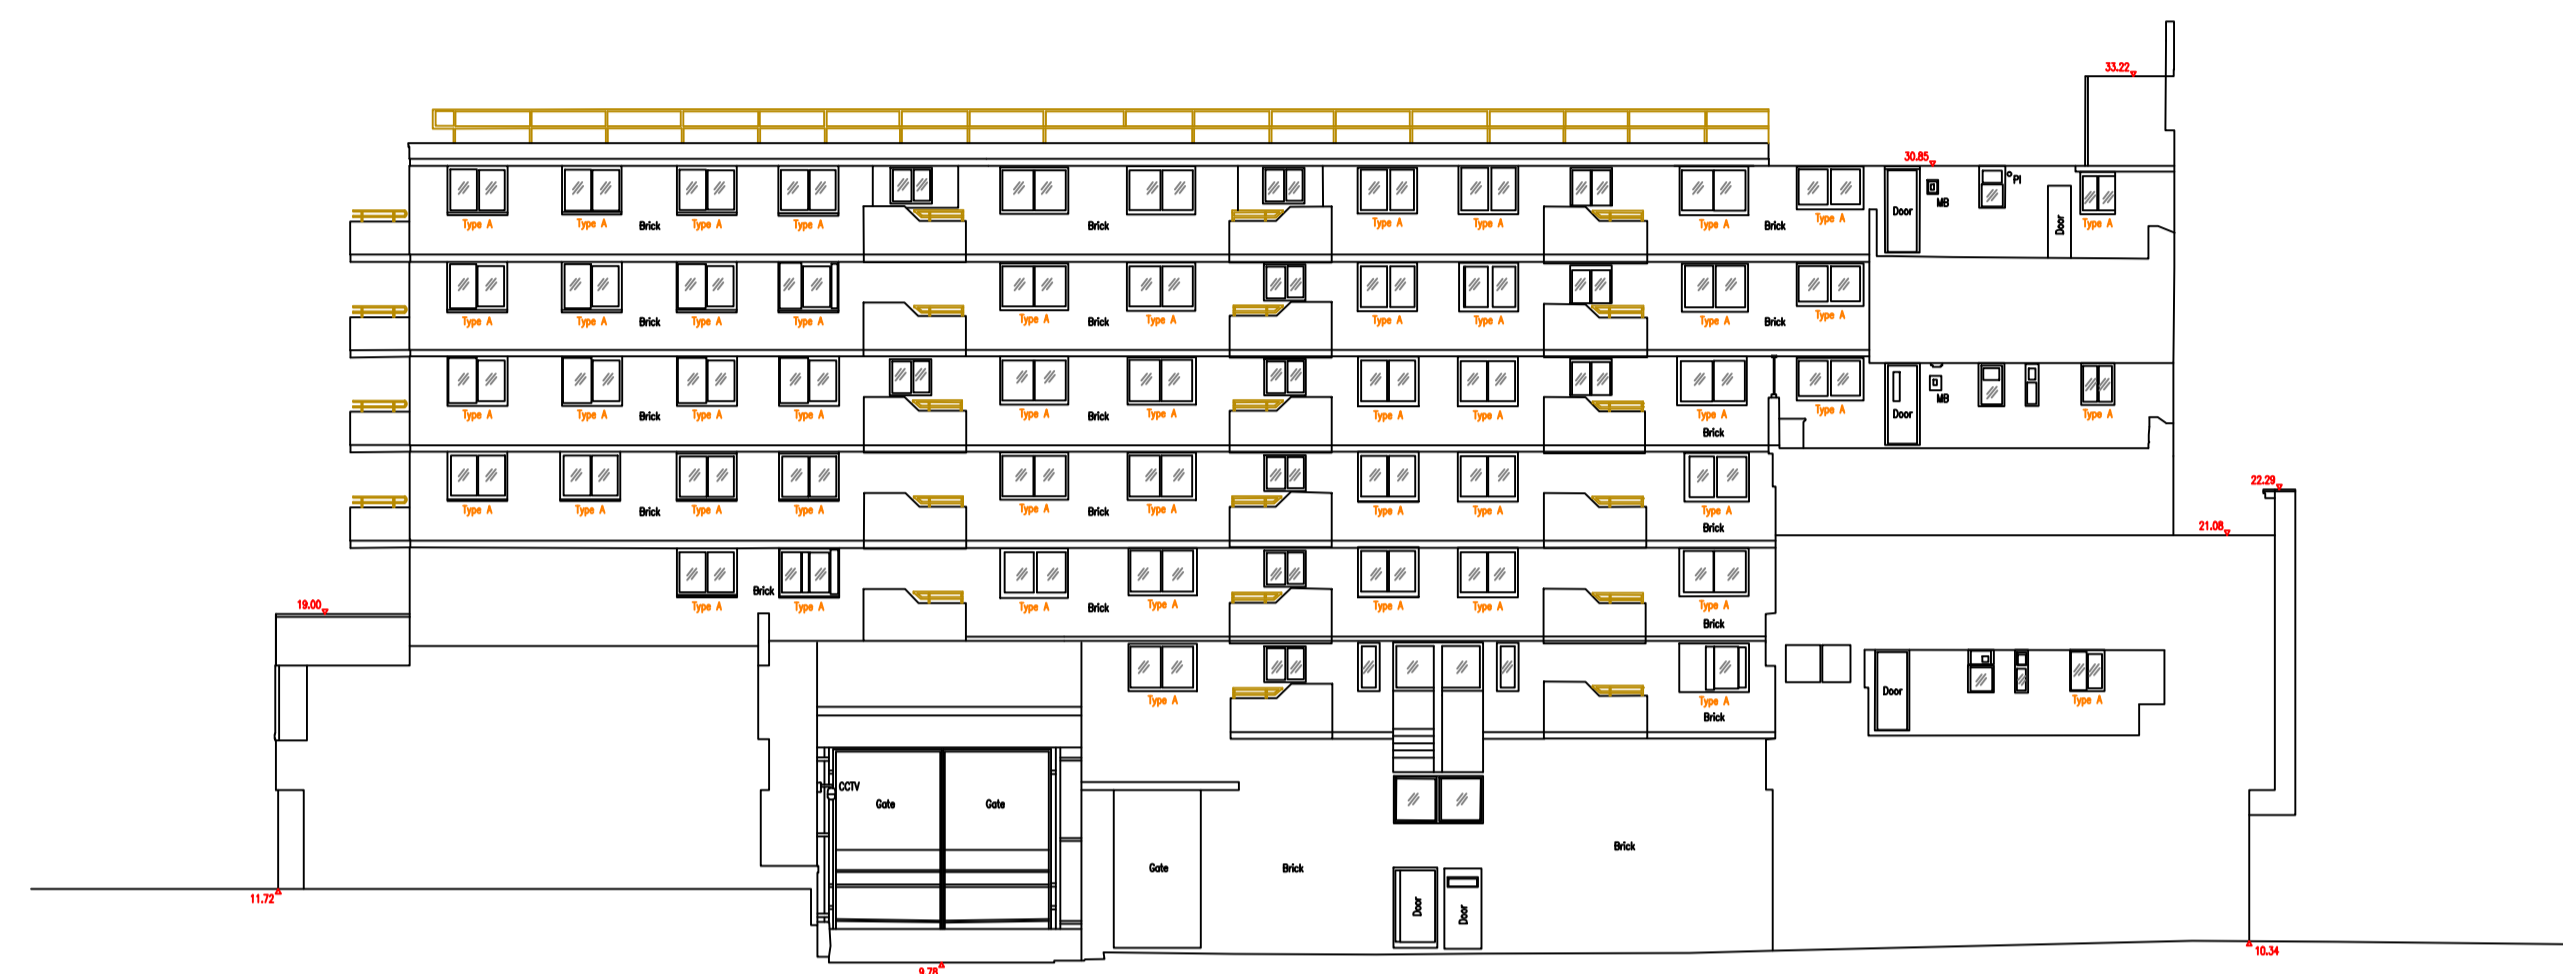 33.22
30.85
PI
MB
Door
Door
Type A
Type A
Brick
Type A
Type A
Brick
Type A
Type A
Type A
Brick
Type A
Type A
Type A
Type A
Brick
Type A
Type A
Type A
Brick
Type A
Type A
Type A
Type A
Brick
Type A
Door
MB
Type A
Type A
Brick
Type A
Type A
Type A
Brick
Type A
Type A
Type A
Type A
Type A
Type A
Brick
22.29
Type A
Type A
Brick
Type A
Type A
Type A
Brick
Type A
Type A
Type A
Type A
Brick
21.08
19.00
Type A
Brick
Type A
Type A
Brick
Type A
Type A
Type A
Type A
Brick
Type A
Type A
Brick
Door
Type A
CCTV
Gate
Gate
Brick
Gate
Brick
Door
Door
11.72
9.78
10.34